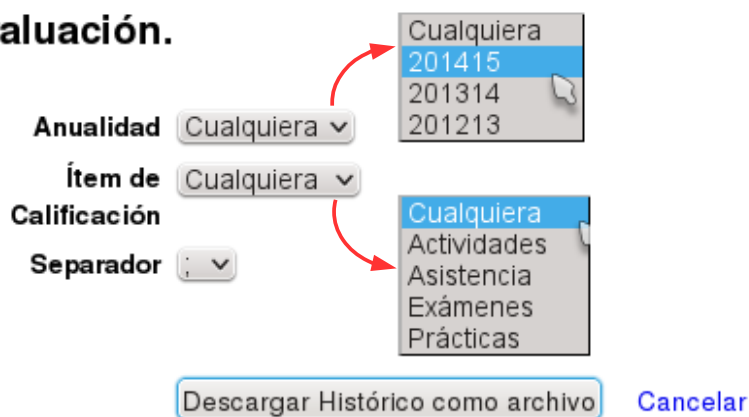 aluación.
Anualidad Cualquiera
Cualquiera
201415
201314
201213
Ítem de Calificación Cualquiera
Cualquiera
Actividades
Asistencia
Exámenes
Prácticas
Separador ;
Descargar Histórico como archivo Cancelar